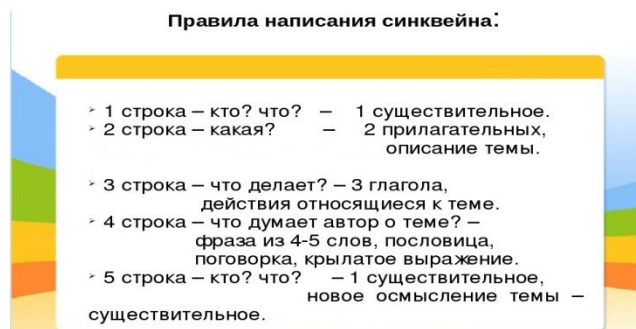 Правила написания синквейна:
➢ 1 строка – кто? что? – 1 существительное.
➢ 2 строка – какая? – 2 прилагательных,
описание темы.
➢ 3 строка – что делает? – 3 глагола,
действия относящиеся к теме.
➢ 4 строка – что думает автор о теме? –
фраза из 4-5 слов, пословица,
поговорка, крылатое выражение.
➢ 5 строка – кто? что? – 1 существительное,
новое осмысление темы –
существительное.